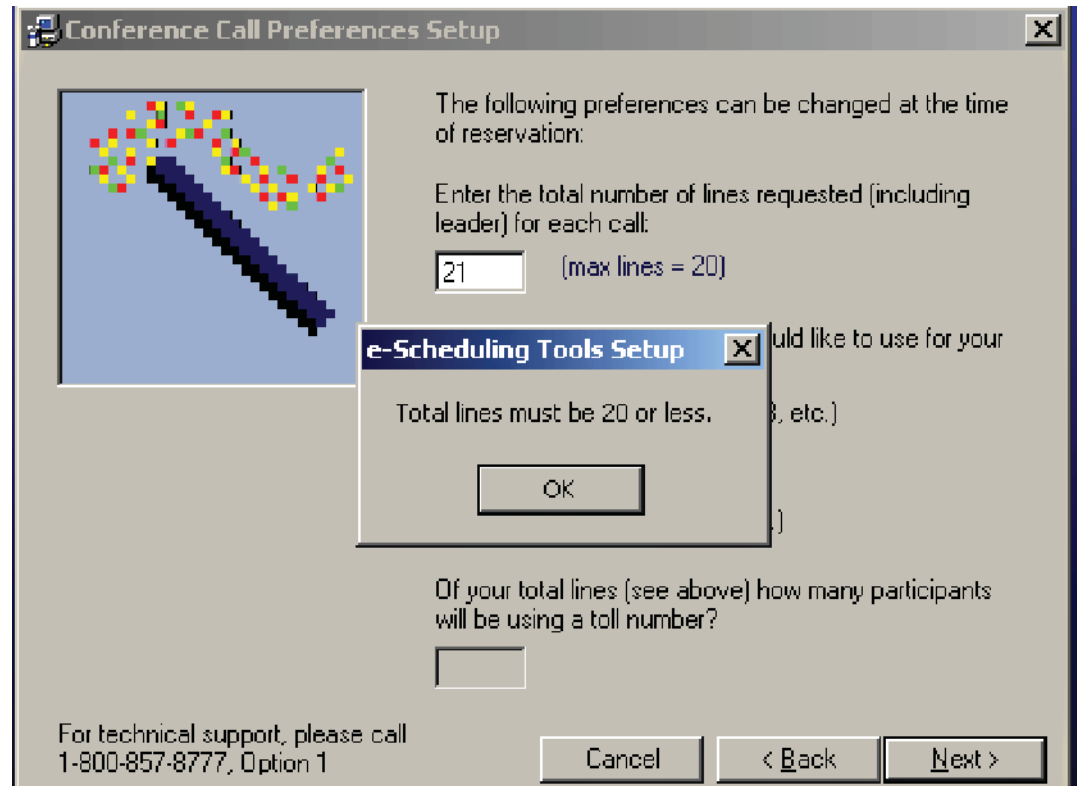 Conference Call Preferences Setup
The following preferences can be changed at the time
of reservation:
Enter the total number of lines requested (including
leader) for each call:
21 (max lines = 20)
e-Scheduling Tools Setup
uld like to use for your
Total lines must be 20 or less.
, etc.)
OK
.)
Of your total lines (see above) how many participants
will be using a toll number?
For technical support, please call
1-800-857-8777, Option 1
Cancel
< Back
Next >